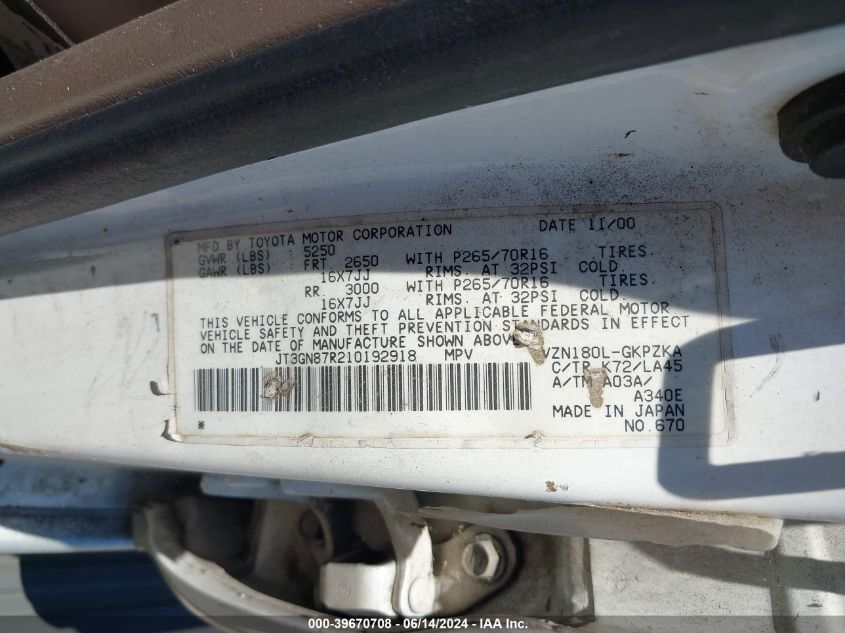 MFD BY TOYOTA MOTOR CORPORATION DATE 11/00
GVWR (LBS) 5250
GAWR (LBS) FRT 2650 WITH P265/70R16 TIRES
16X7JJ RIMS. AT 32PSI COLD.
RR 3000 WITH P265/70R16 TIRES
16X7JJ RIMS. AT 32PSI COLD.
THIS VEHICLE CONFORMS TO ALL APPLICABLE FEDERAL MOTOR
VEHICLE SAFETY AND THEFT PREVENTION STANDARDS IN EFFECT
ON THE DATE OF MANUFACTURE SHOWN ABOVE
JT3GN87R210192918 MPV VZN180L-GKPZKA
C/TR K72/LA45
A/TM A03A/
A340E
MADE IN JAPAN
* NO.670
000-39670708 - 06/14/2024 - IAA Inc.